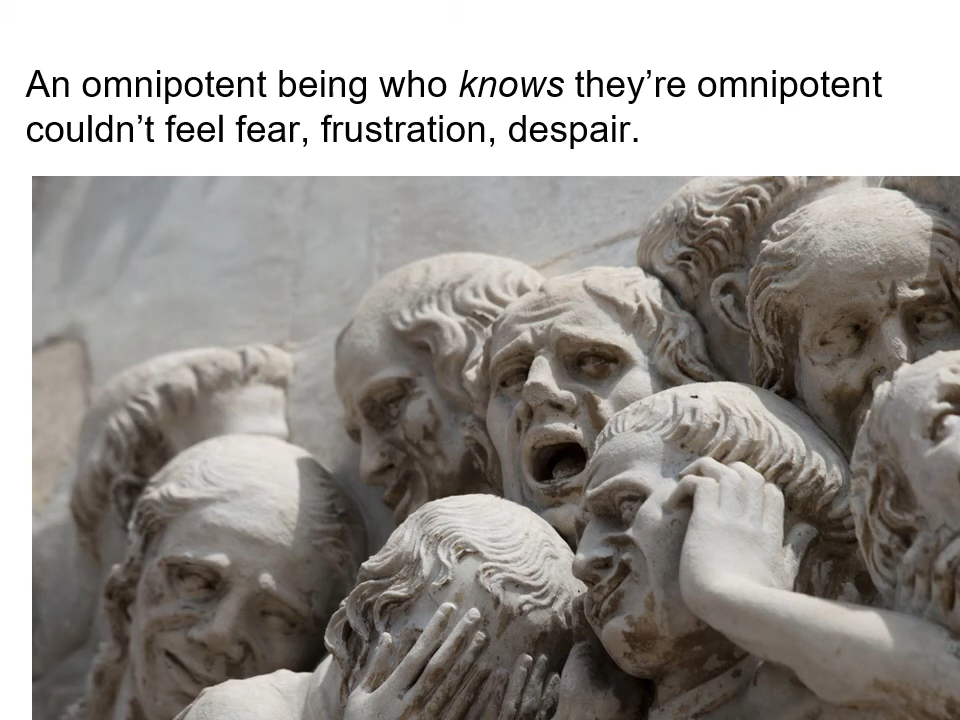 An omnipotent being who knows they’re omnipotent
couldn’t feel fear, frustration, despair.